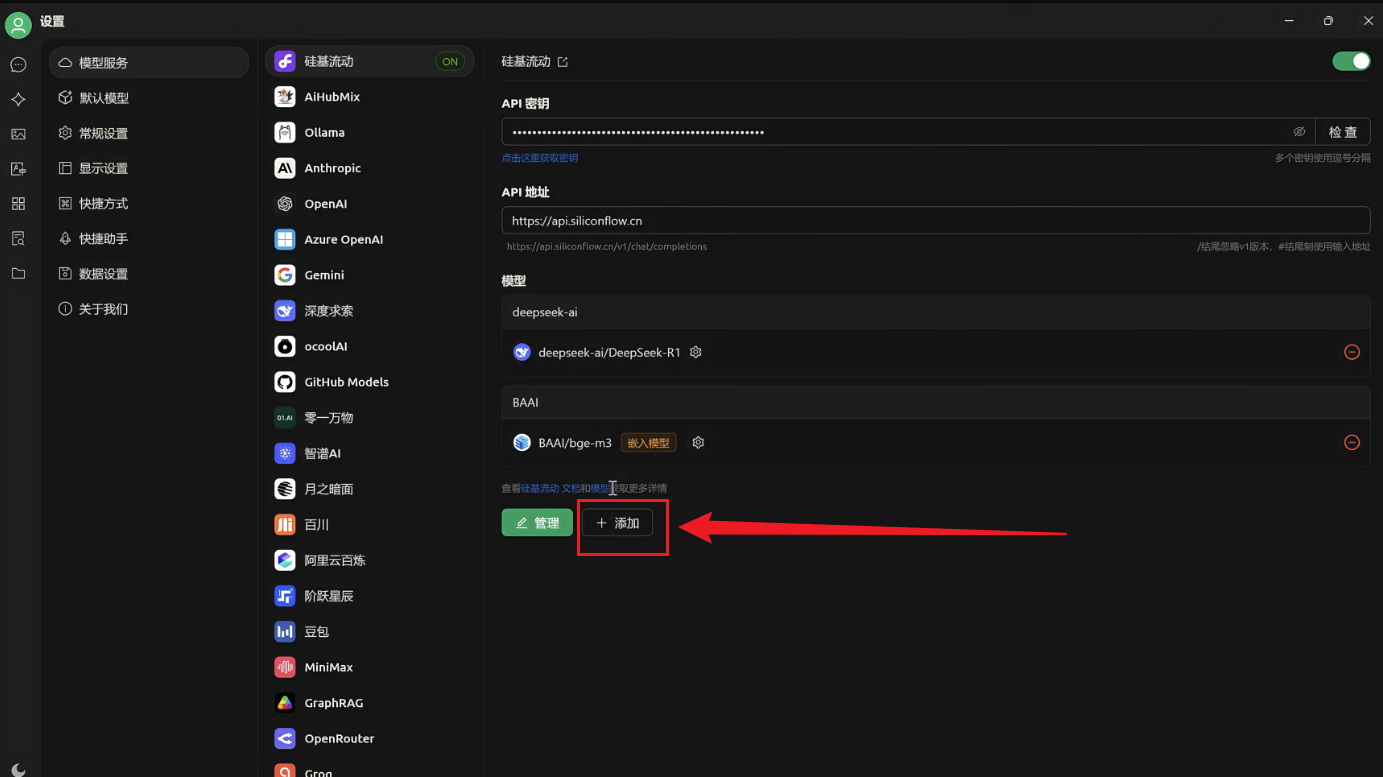 设置
模型服务
默认模型
常规设置
显示设置
快捷方式
快捷助手
数据设置
关于我们
硅基流动 ON
AiHubMix
Ollama
Anthropic
OpenAI
Azure OpenAI
Gemini
深度求索
ocoolAI
GitHub Models
01.AI 零一万物
智谱AI
月之暗面
百川
阿里云百炼
阶跃星辰
豆包
MiniMax
GraphRAG
OpenRouter
Groq
硅基流动
API 密钥
••••••••••••••••••••••••••••••••••••••••••••••••••• 检 查
点击这里获取密钥 多个密钥使用逗号分隔
API 地址
https://api.siliconflow.cn
https://api.siliconflow.cn/v1/chat/completions /结尾忽略v1版本，#结尾制使用输入地址
模型
deepseek-ai
deepseek-ai/DeepSeek-R1
BAAI
BAAI/bge-m3 嵌入模型
查看硅基流动 文档和模型获取更多详情
管理 添加